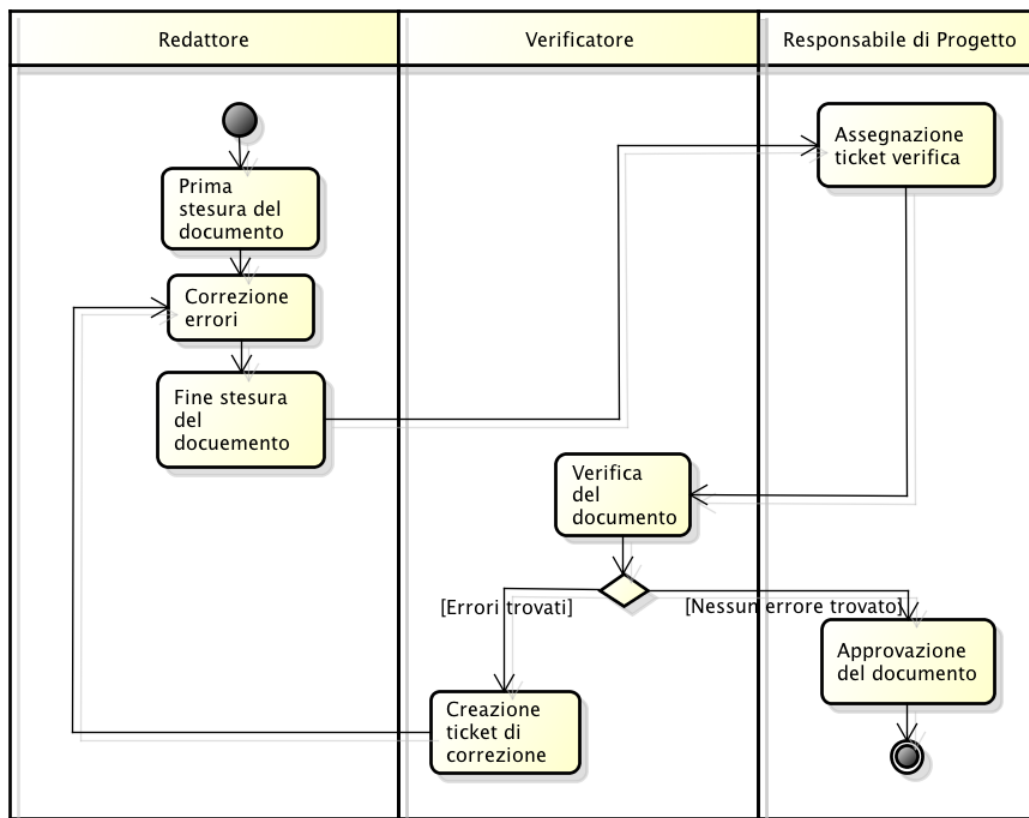 Redattore
Verificatore
Responsabile di Progetto
Prima
stesura del
documento
Correzione
errori
Fine stesura
del
docuemento
Assegnazione
ticket verifica
Verifica
del
documento
[Errori trovati]
[Nessun errore trovato]
Approvazione
del documento
Creazione
ticket di
correzione